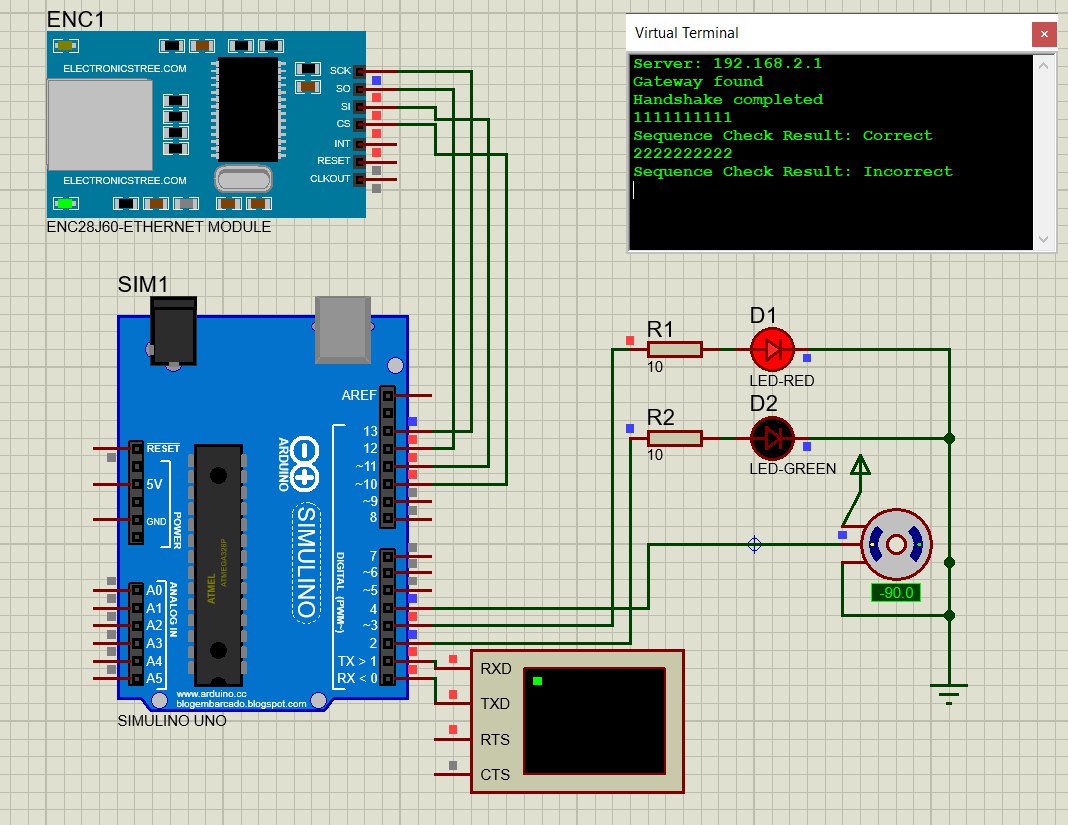 ENC1
ELECTRONICSTREE.COM
SCK
SO
SI
CS
INT
RESET
CLKOUT
ELECTRONICSTREE.COM
ENC28J60-ETHERNET MODULE
Virtual Terminal
Server: 192.168.2.1
Gateway found
Handshake completed
1111111111
Sequence Check Result: Correct
2222222222
Sequence Check Result: Incorrect
SIM1
AREF
13
12
~11
~10
~9
8
7
~6
~5
4
~3
2
TX > 1
RX < 0
RESET
5V
GND
POWER
A0
A1
A2
A3
A4
A5
ANALOG IN
ARDUINO
SIMULINO
DIGITAL (PWM~)
ATMEL
ATMEGA328P
www.arduino.cc
blogembarcado.blogspot.com
SIMULINO UNO
R1
10
D1
LED-RED
R2
10
D2
LED-GREEN
-90.0
RXD
TXD
RTS
CTS